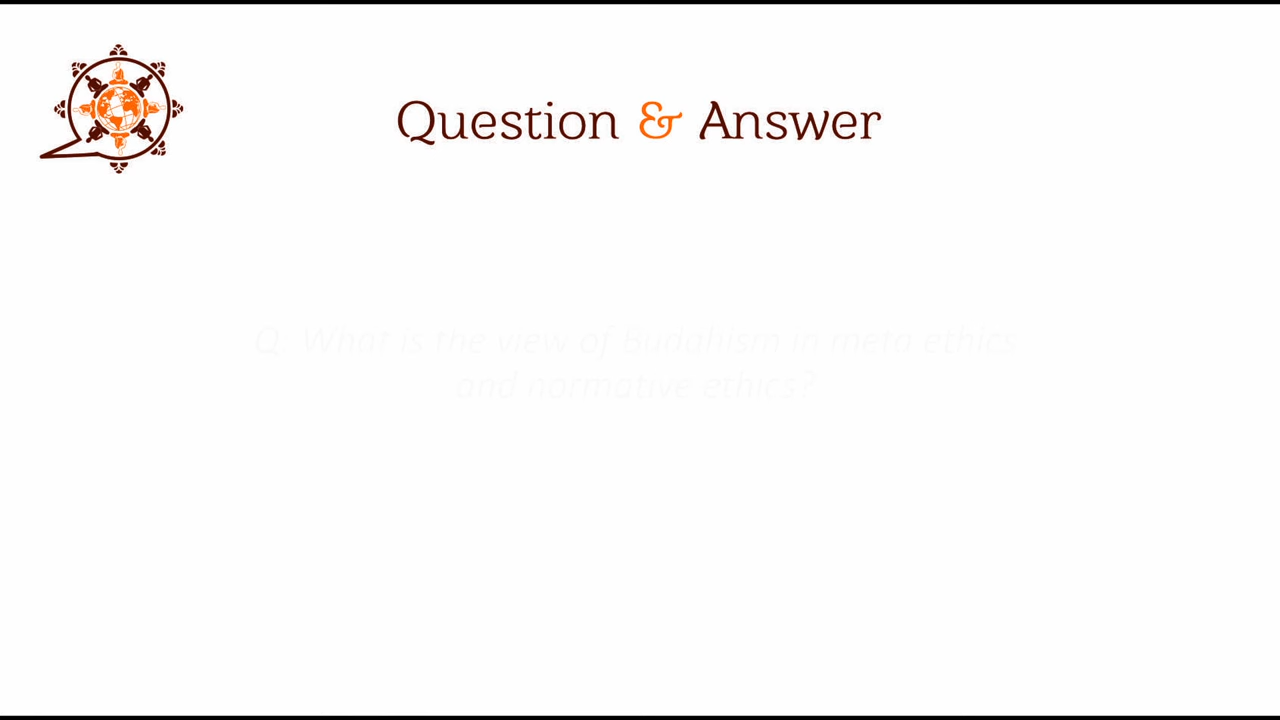 Question & Answer
Q. What is the view of Buddhism in meta ethics
and normative ethics?